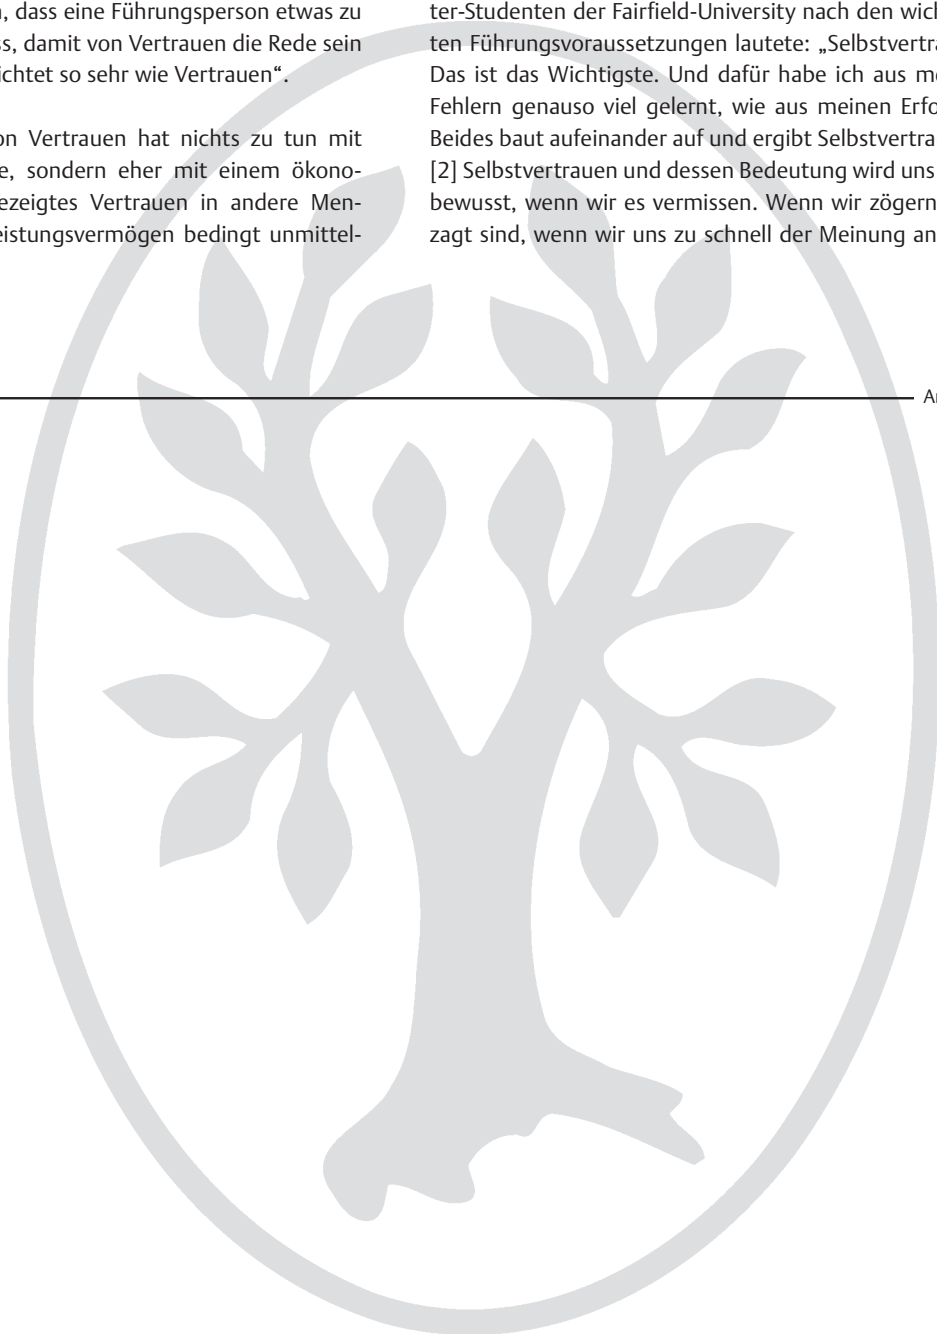 , dass eine Führungsperson etwas zu
ss, damit von Vertrauen die Rede sein
ichtet so sehr wie Vertrauen“.
on Vertrauen hat nichts zu tun mit
e, sondern eher mit einem ökono-
ezeigtes Vertrauen in andere Men-
eistungsvermögen bedingt unmittel-
ter-Studenten der Fairfield-University nach den wich
ten Führungsvoraussetzungen lautete: „Selbstvertra
Das ist das Wichtigste. Und dafür habe ich aus me
Fehlern genauso viel gelernt, wie aus meinen Erfo
Beides baut aufeinander auf und ergibt Selbstvertra
[2] Selbstvertrauen und dessen Bedeutung wird uns
bewusst, wenn wir es vermissen. Wenn wir zögern
zagt sind, wenn wir uns zu schnell der Meinung an